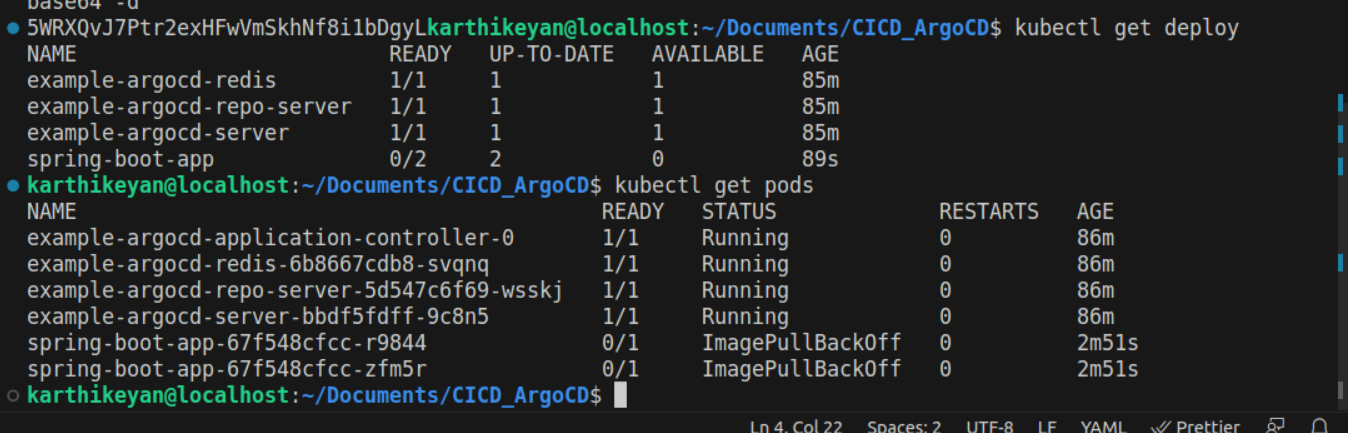 base64 -d
5WRXQvJ7Ptr2exHFwVmSkhNf8i1bDgyLkarthikeyan@localhost:~/Documents/CICD_ArgoCD$ kubectl get deploy
NAME READY UP-TO-DATE AVAILABLE AGE
example-argocd-redis 1/1 1 1 85m
example-argocd-repo-server 1/1 1 1 85m
example-argocd-server 1/1 1 1 85m
spring-boot-app 0/2 2 0 89s
karthikeyan@localhost:~/Documents/CICD_ArgoCD$ kubectl get pods
NAME READY STATUS RESTARTS AGE
example-argocd-application-controller-0 1/1 Running 0 86m
example-argocd-redis-6b8667cdb8-svqnq 1/1 Running 0 86m
example-argocd-repo-server-5d547c6f69-wsskj 1/1 Running 0 86m
example-argocd-server-bbdf5fdff-9c8n5 1/1 Running 0 86m
spring-boot-app-67f548cfcc-r9844 0/1 ImagePullBackOff 0 2m51s
spring-boot-app-67f548cfcc-zfm5r 0/1 ImagePullBackOff 0 2m51s
karthikeyan@localhost:~/Documents/CICD_ArgoCD$
Ln 4, Col 22 Spaces: 2 UTF-8 LF YAML Prettier